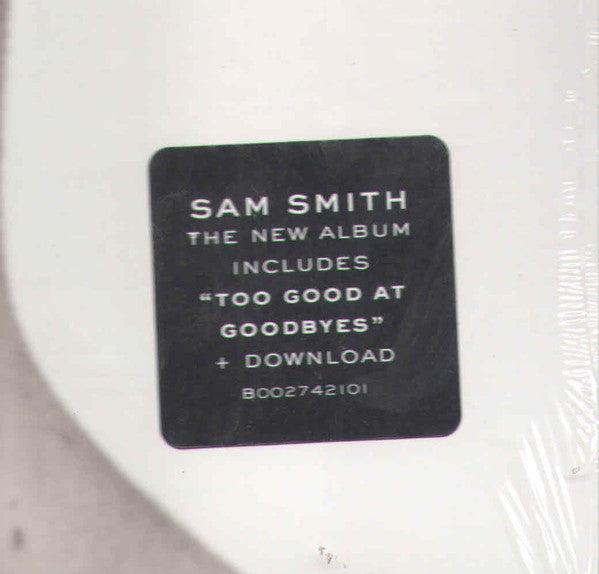 SAM SMITH
THE NEW ALBUM
INCLUDES
“TOO GOOD AT
GOODBYES”
+ DOWNLOAD
B002742101